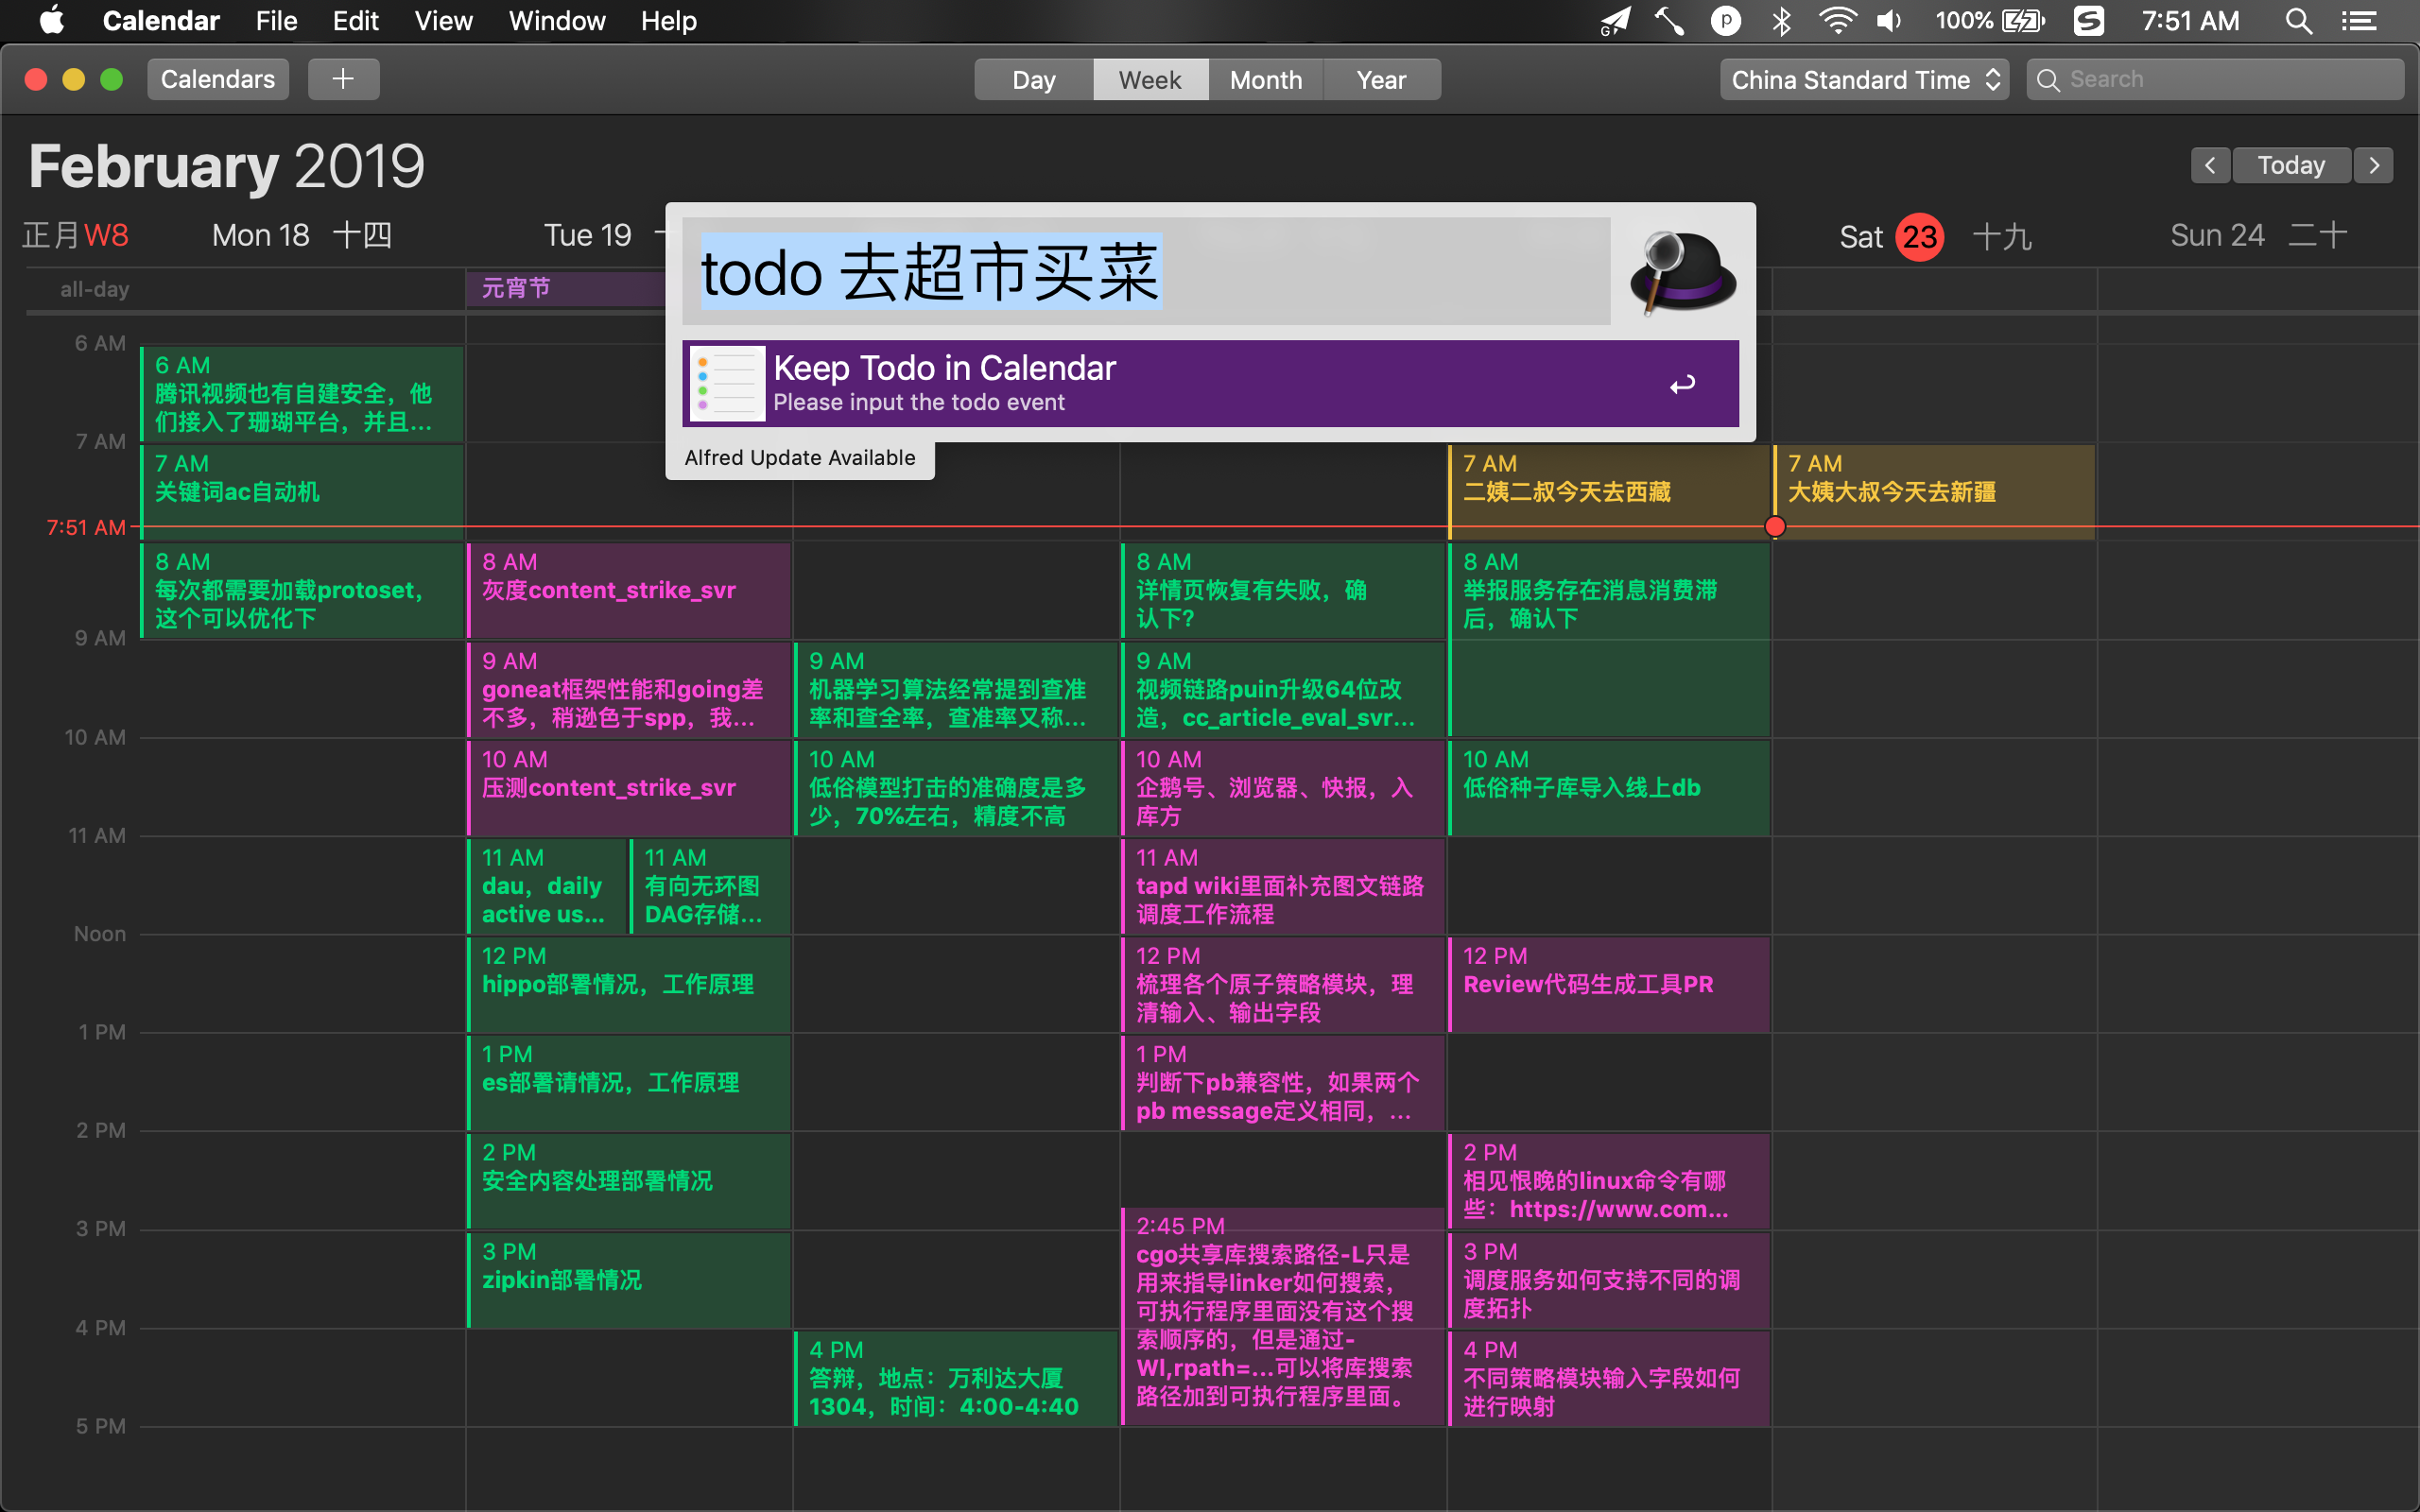 Calendar File Edit View Window Help
100% 7:51 AM
Calendars + Day Week Month Year China Standard Time Search
February 2019
< Today >
正月 W8 Mon 18 十四 Tue 19 Sat 23 十九 Sun 24 二十
todo 去超市买菜
Keep Todo in Calendar
Please input the todo event
Alfred Update Available
all-day
元宵节
6 AM
7 AM
7:51 AM
9 AM
10 AM
11 AM
Noon
1 PM
2 PM
3 PM
4 PM
5 PM
6 AM
腾讯视频也有自建安全，他
们接入了珊瑚平台，并且...
7 AM
关键词ac自动机
8 AM
每次都需要加载protoset，
这个可以优化下
8 AM
灰度content_strike_svr
9 AM
goneat框架性能和going差
不多，稍逊色于spp，我...
10 AM
压测content_strike_svr
11 AM
dau，daily
active us...
11 AM
有向无环图
DAG存储...
12 PM
hippo部署情况，工作原理
1 PM
es部署请情况，工作原理
2 PM
安全内容处理部署情况
3 PM
zipkin部署情况
9 AM
机器学习算法经常提到查准
率和查全率，查准率又称...
10 AM
低俗模型打击的准确度是多
少，70%左右，精度不高
4 PM
答辩，地点：万利达大厦
1304，时间：4:00-4:40
8 AM
详情页恢复有失败，确
认下?
9 AM
视频链路puin升级64位改
造，cc_article_eval_svr...
10 AM
企鹅号、浏览器、快报，入
库方
11 AM
tapd wiki里面补充图文链路
调度工作流程
12 PM
梳理各个原子策略模块，理
清输入、输出字段
1 PM
判断下pb兼容性，如果两个
pb message定义相同，...
2:45 PM
cgo共享库搜索路径-L只是
用来指导linker如何搜索，
可执行程序里面没有这个搜
索顺序的，但是通过-
Wl,rpath=...可以将库搜索
路径加到可执行程序里面。
7 AM
二姨二叔今天去西藏
8 AM
举报服务存在消息消费滞
后，确认下
10 AM
低俗种子库导入线上db
12 PM
Review代码生成工具PR
2 PM
相见恨晚的linux命令有哪
些：https://www.com...
3 PM
调度服务如何支持不同的调
度拓扑
4 PM
不同策略模块输入字段如何
进行映射
7 AM
大姨大叔今天去新疆